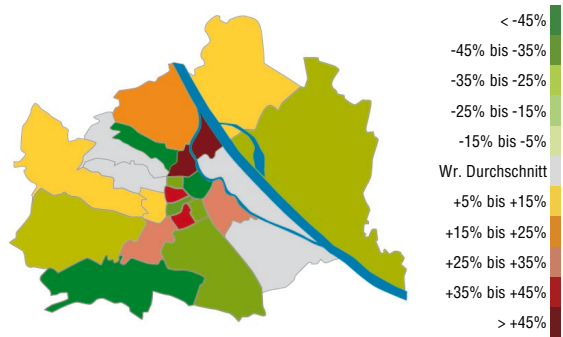 < -45%
-45% bis -35%
-35% bis -25%
-25% bis -15%
-15% bis -5%
Wr. Durchschnitt
+5% bis +15%
+15% bis +25%
+25% bis +35%
+35% bis +45%
> +45%